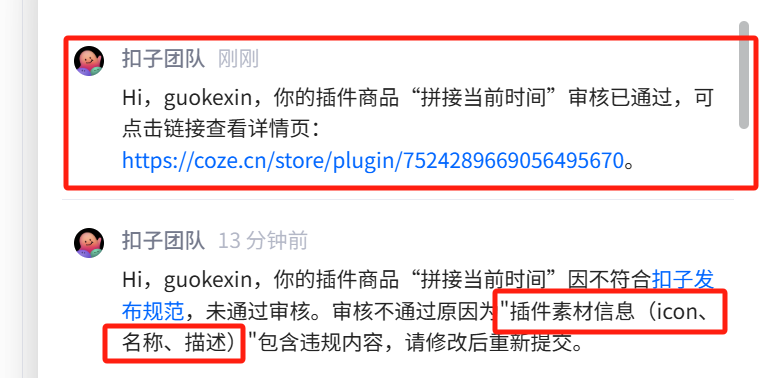 扣子团队 刚刚
Hi，guokexin，你的插件商品“拼接当前时间”审核已通过，可
点击链接查看详情页：
https://coze.cn/store/plugin/7524289669056495670。
扣子团队 13 分钟前
Hi，guokexin，你的插件商品“拼接当前时间”因不符合扣子发
布规范，未通过审核。审核不通过原因为"插件素材信息（icon、
名称、描述）"包含违规内容，请修改后重新提交。